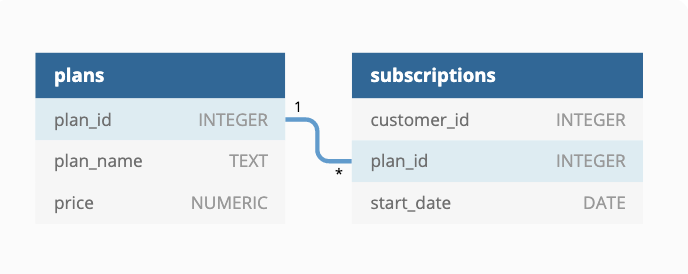 plans
plan_id INTEGER
plan_name TEXT
price NUMERIC
1
*
subscriptions
customer_id INTEGER
plan_id INTEGER
start_date DATE